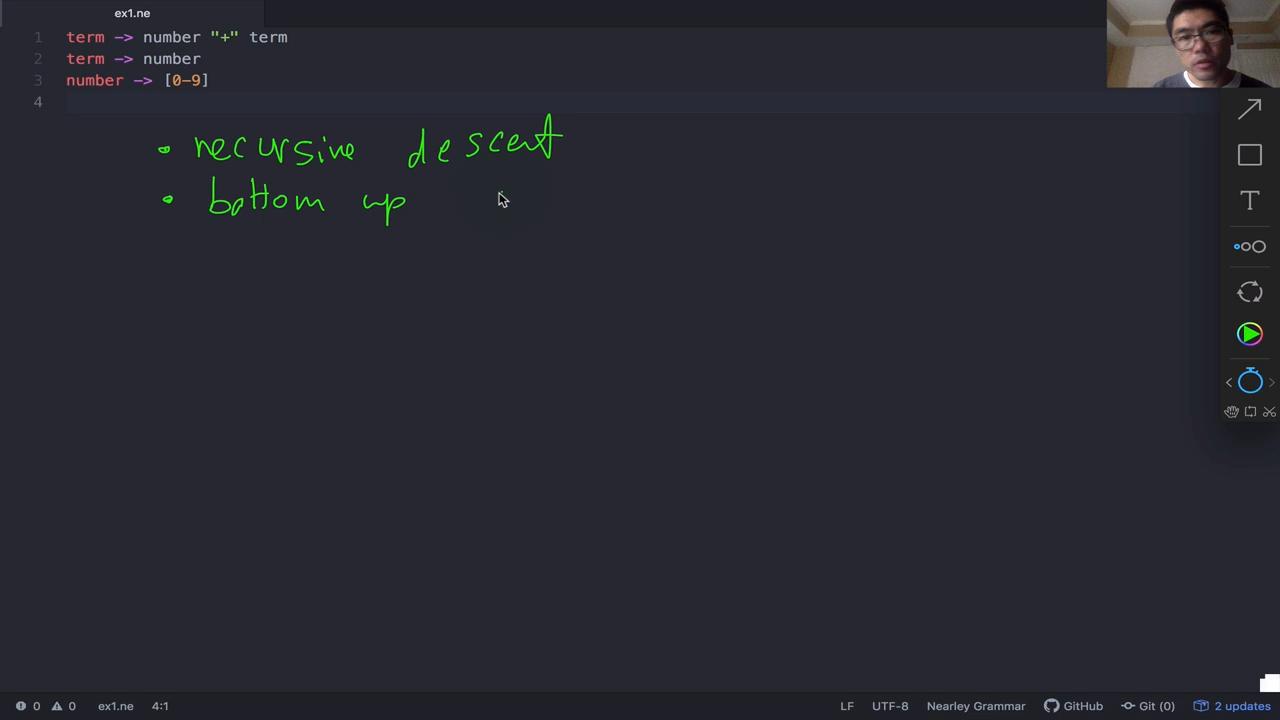 ex1.ne
1 term -> number "+" term
2 term -> number
3 number -> [0-9]
4
• recursive descent
• bottom up
T
0 0 ex1.ne 4:1 LF UTF-8 Nearley Grammar GitHub Git (0) 2 updates